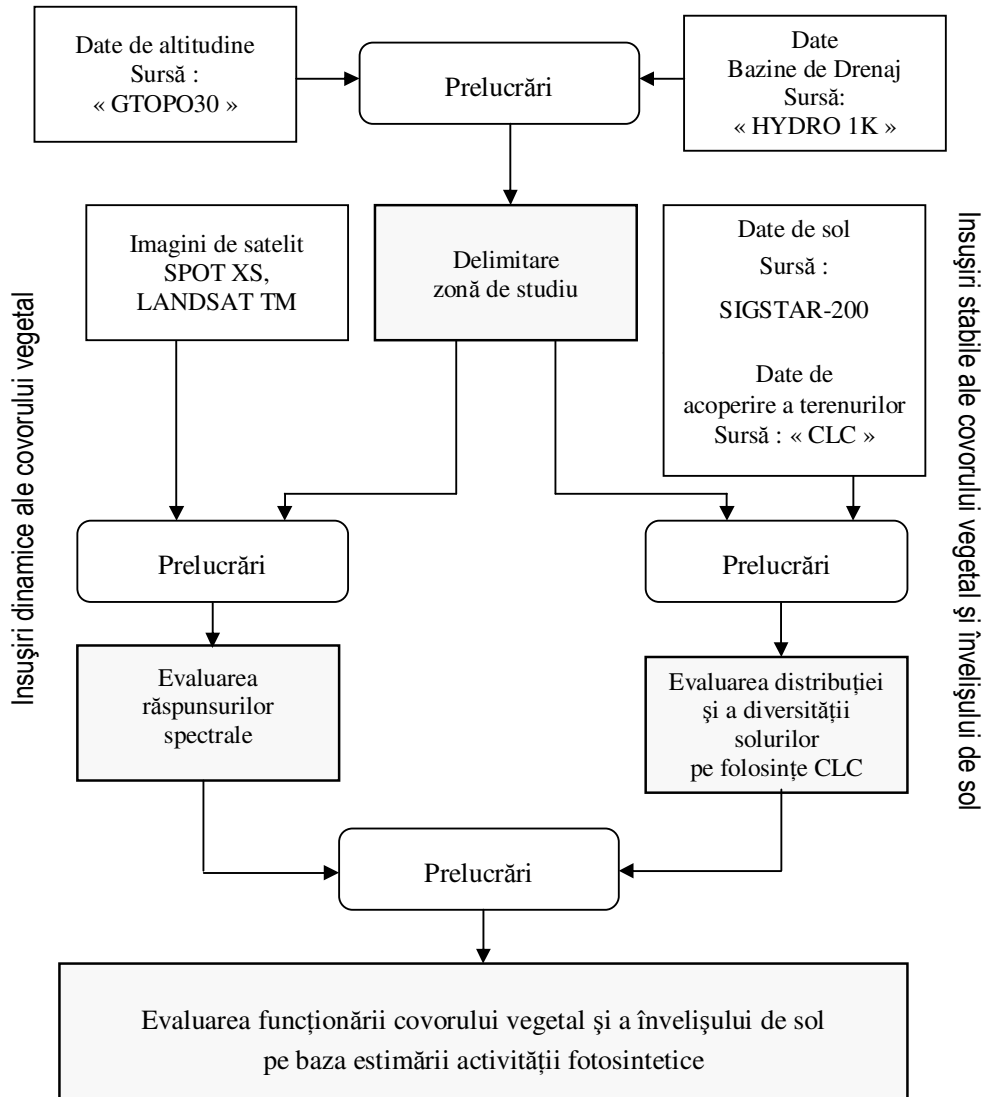 Date de altitudine
Sursă :
« GTOPO30 »
Prelucrări
Date
Bazine de Drenaj
Sursă:
« HYDRO 1K »
Imagini de satelit
SPOT XS,
LANDSAT TM
Delimitare
zonă de studiu
Date de sol
Sursă :
SIGSTAR-200
Date de
acoperire a terenurilor
Sursă : « CLC »
Insuşiri dinamice ale covorului vegetal
Insuşiri stabile ale covorului vegetal şi învelişului de sol
Prelucrări
Prelucrări
Evaluarea
răspunsurilor
spectrale
Evaluarea distribuţiei
şi a diversităţii
solurilor
pe folosinţe CLC
Prelucrări
Evaluarea funcţionării covorului vegetal şi a învelişului de sol
pe baza estimării activităţii fotosintetice